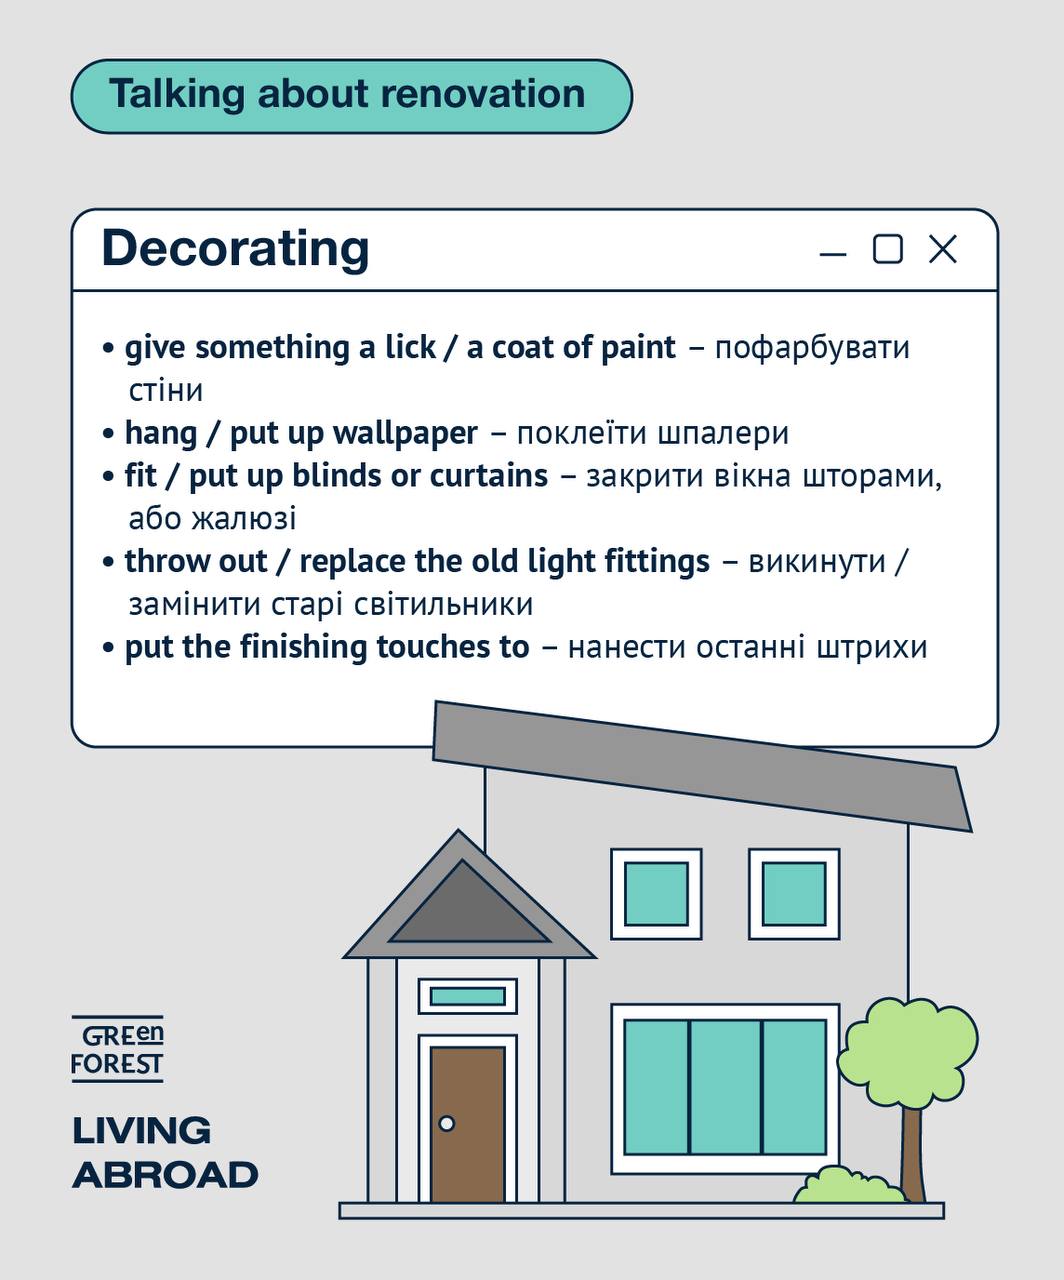 Talking about renovation
Decorating
• give something a lick / a coat of paint – пофарбувати
стіни
• hang / put up wallpaper – поклеїти шпалери
• fit / put up blinds or curtains – закрити вікна шторами,
або жалюзі
• throw out / replace the old light fittings – викинути /
замінити старі світильники
• put the finishing touches to – нанести останні штрихи
GREen
FOREST
LIVING
ABROAD